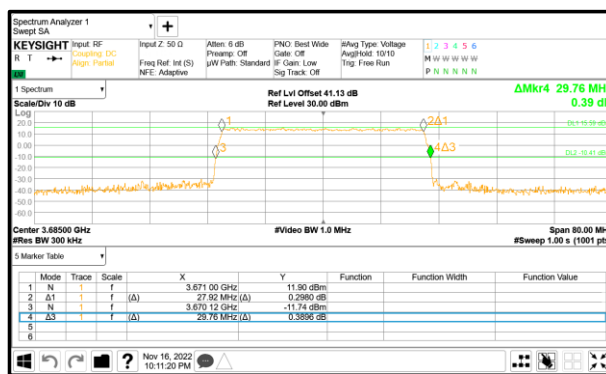 Spectrum Analyzer 1
Swept SA
KEYSIGHT
R T
Input: RF
Coupling: DC
Align: Partial
Input Z: 50 Ω
Freq Ref: Int (S)
NFE: Adaptive
Atten: 6 dB
Preamp: Off
µW Path: Standard
PNO: Best Wide
Gate: Off
IF Gain: Low
Sig Track: Off
#Avg Type: Voltage
Avg|Hold: 10/10
Trig: Free Run
1 2 3 4 5 6
M W W W W W
P N N N N N
1 Spectrum
Scale/Div 10 dB
Ref Lvl Offset 41.13 dB
Ref Level 30.00 dBm
ΔMkr4 29.76 MH
0.39 d
Log
20.0
10.0
0.00
-10.0
-20.0
-30.0
-40.0
-50.0
-60.0
1
2Δ1
3
4Δ3
Center 3.68500 GHz
#Res BW 300 kHz
#Video BW 1.0 MHz
Span 80.00 MH
#Sweep 1.00 s (1001 pts
5 Marker Table
Mode Trace Scale X Y Function Function Width Function Value
1 N 1 f 3.671 00 GHz 11.90 dBm
2 Δ1 1 f (Δ) 27.92 MHz (Δ) 0.2980 dB
3 N 1 f 3.670 12 GHz -11.74 dBm
4 Δ3 1 f (Δ) 29.76 MHz (Δ) 0.3896 dB
5
6
?
Nov 16, 2022
10:11:20 PM